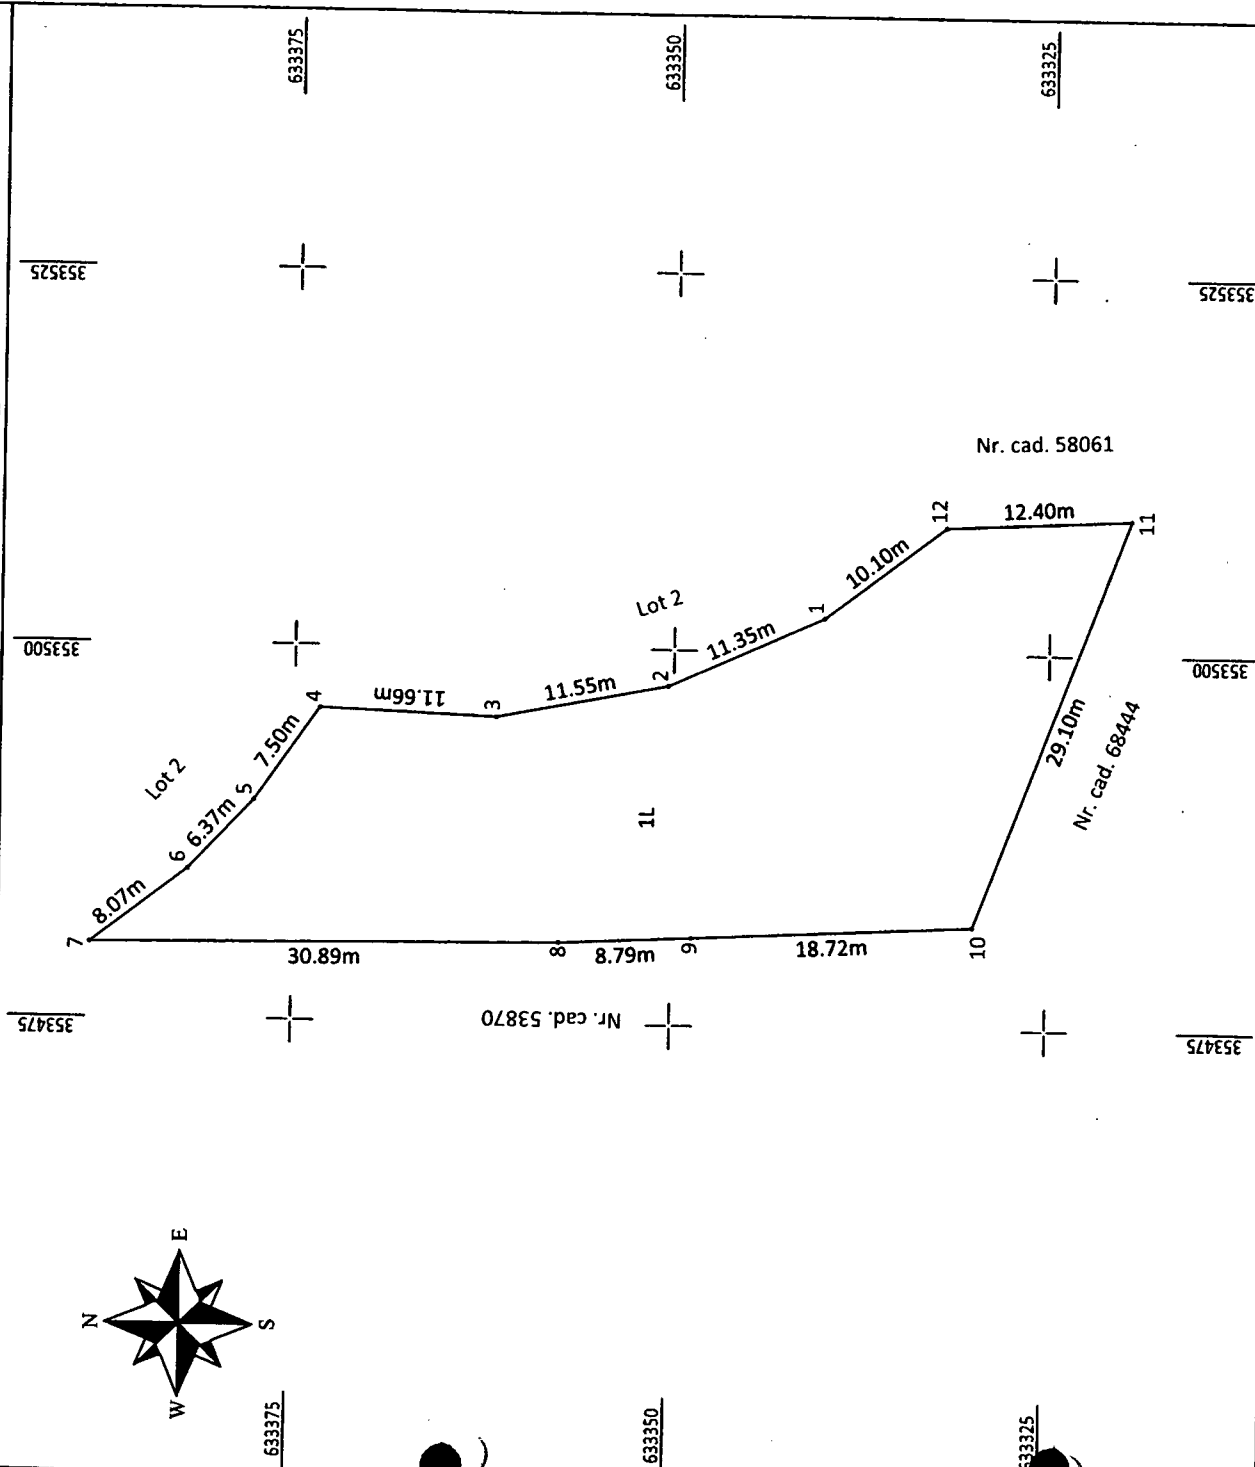 633375
633350
633325
353525
353525
Nr. cad. 58061
12
12.40m
11
10.10m
Lot 2
1
353500
11.35m
353500
2
11.55m
4
11.66m
3
7.50m
Lot 2
5
29.10m
Nr. cad. 68444
6.37m
1L
6
8.07m
7
30.89m
8
8.79m
9
18.72m
10
353475
Nr. cad. 53870
353475
E
N
S
W
633375
633350
633325